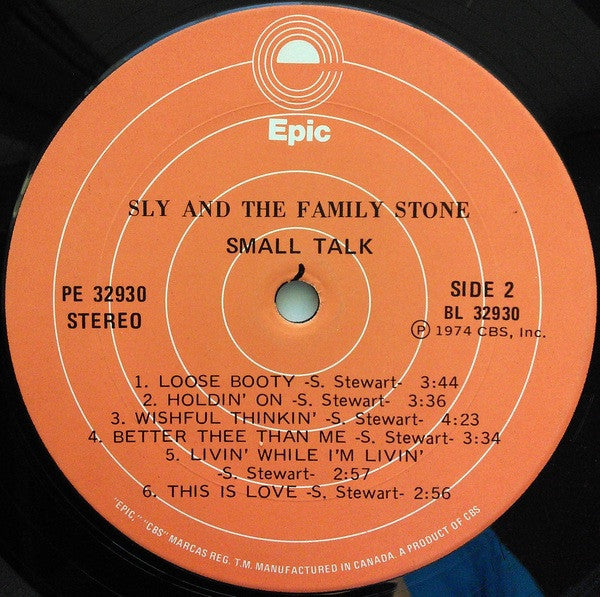 Epic
SLY AND THE FAMILY STONE
SMALL TALK
PE 32930
STEREO
SIDE 2
BL 32930
Ⓟ 1974 CBS, Inc.
1. LOOSE BOOTY -S. Stewart- 3:44
2. HOLDIN' ON -S. Stewart- 3:36
3. WISHFUL THINKIN' -S. Stewart- 4:23
4. BETTER THEE THAN ME -S. Stewart- 3:34
5. LIVIN' WHILE I'M LIVIN'
-S. Stewart- 2:57
6. THIS IS LOVE -S. Stewart- 2:56
"EPIC," "CBS" MARCAS REG. T.M. MANUFACTURED IN CANADA. A PRODUCT OF CBS